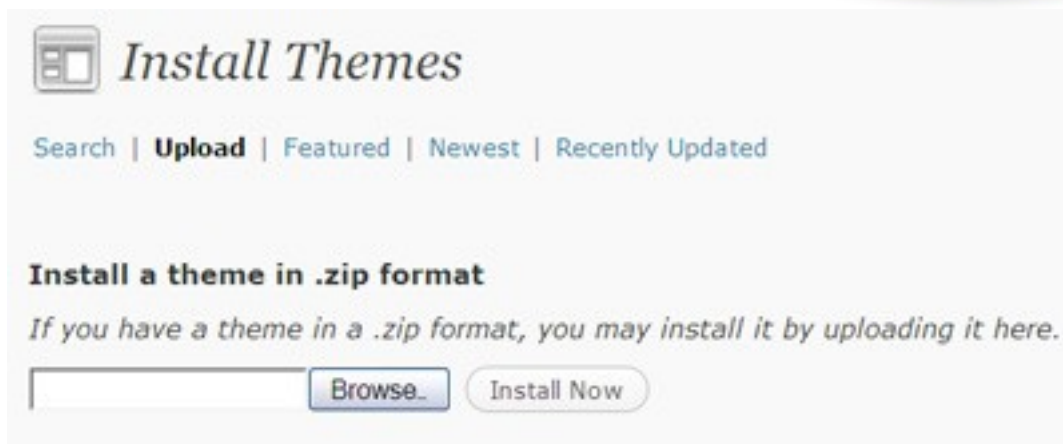 Install Themes
Search | Upload | Featured | Newest | Recently Updated
Install a theme in .zip format
If you have a theme in a .zip format, you may install it by uploading it here.
Browse.. Install Now